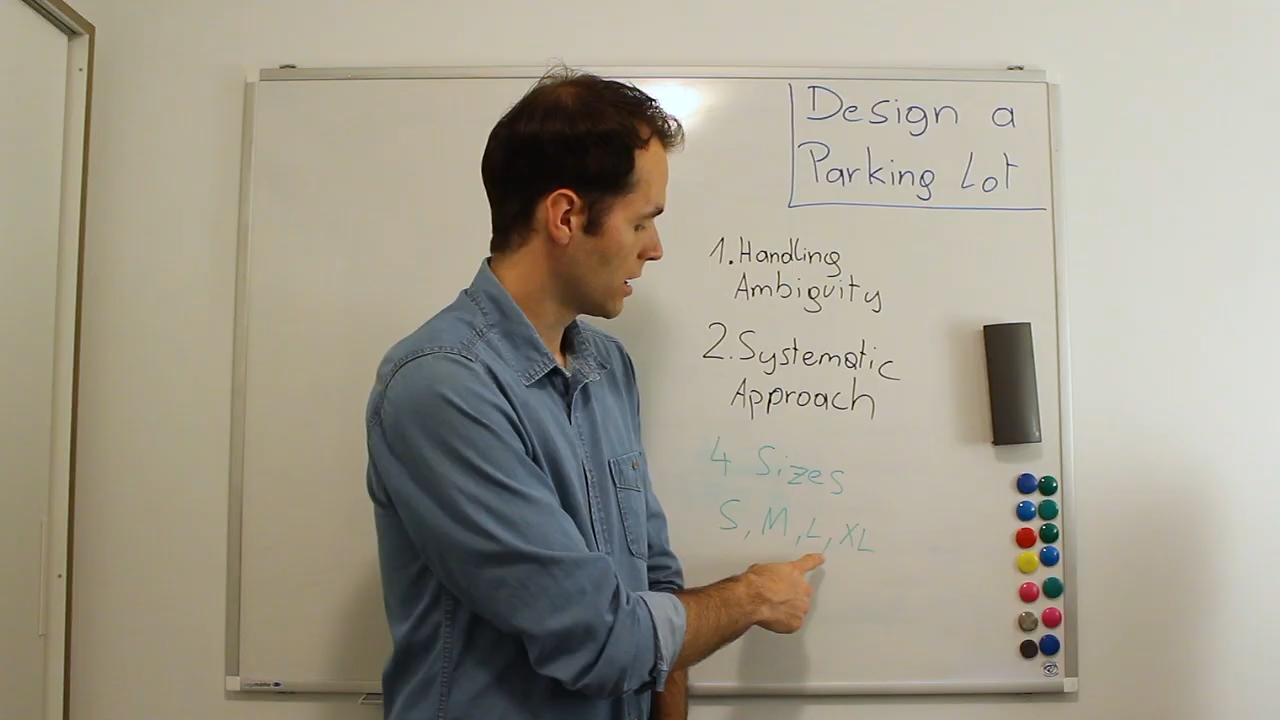 Design a
Parking Lot
1. Handling
Ambiguity
2. Systematic
Approach
4 Sizes
S, M, L, XL